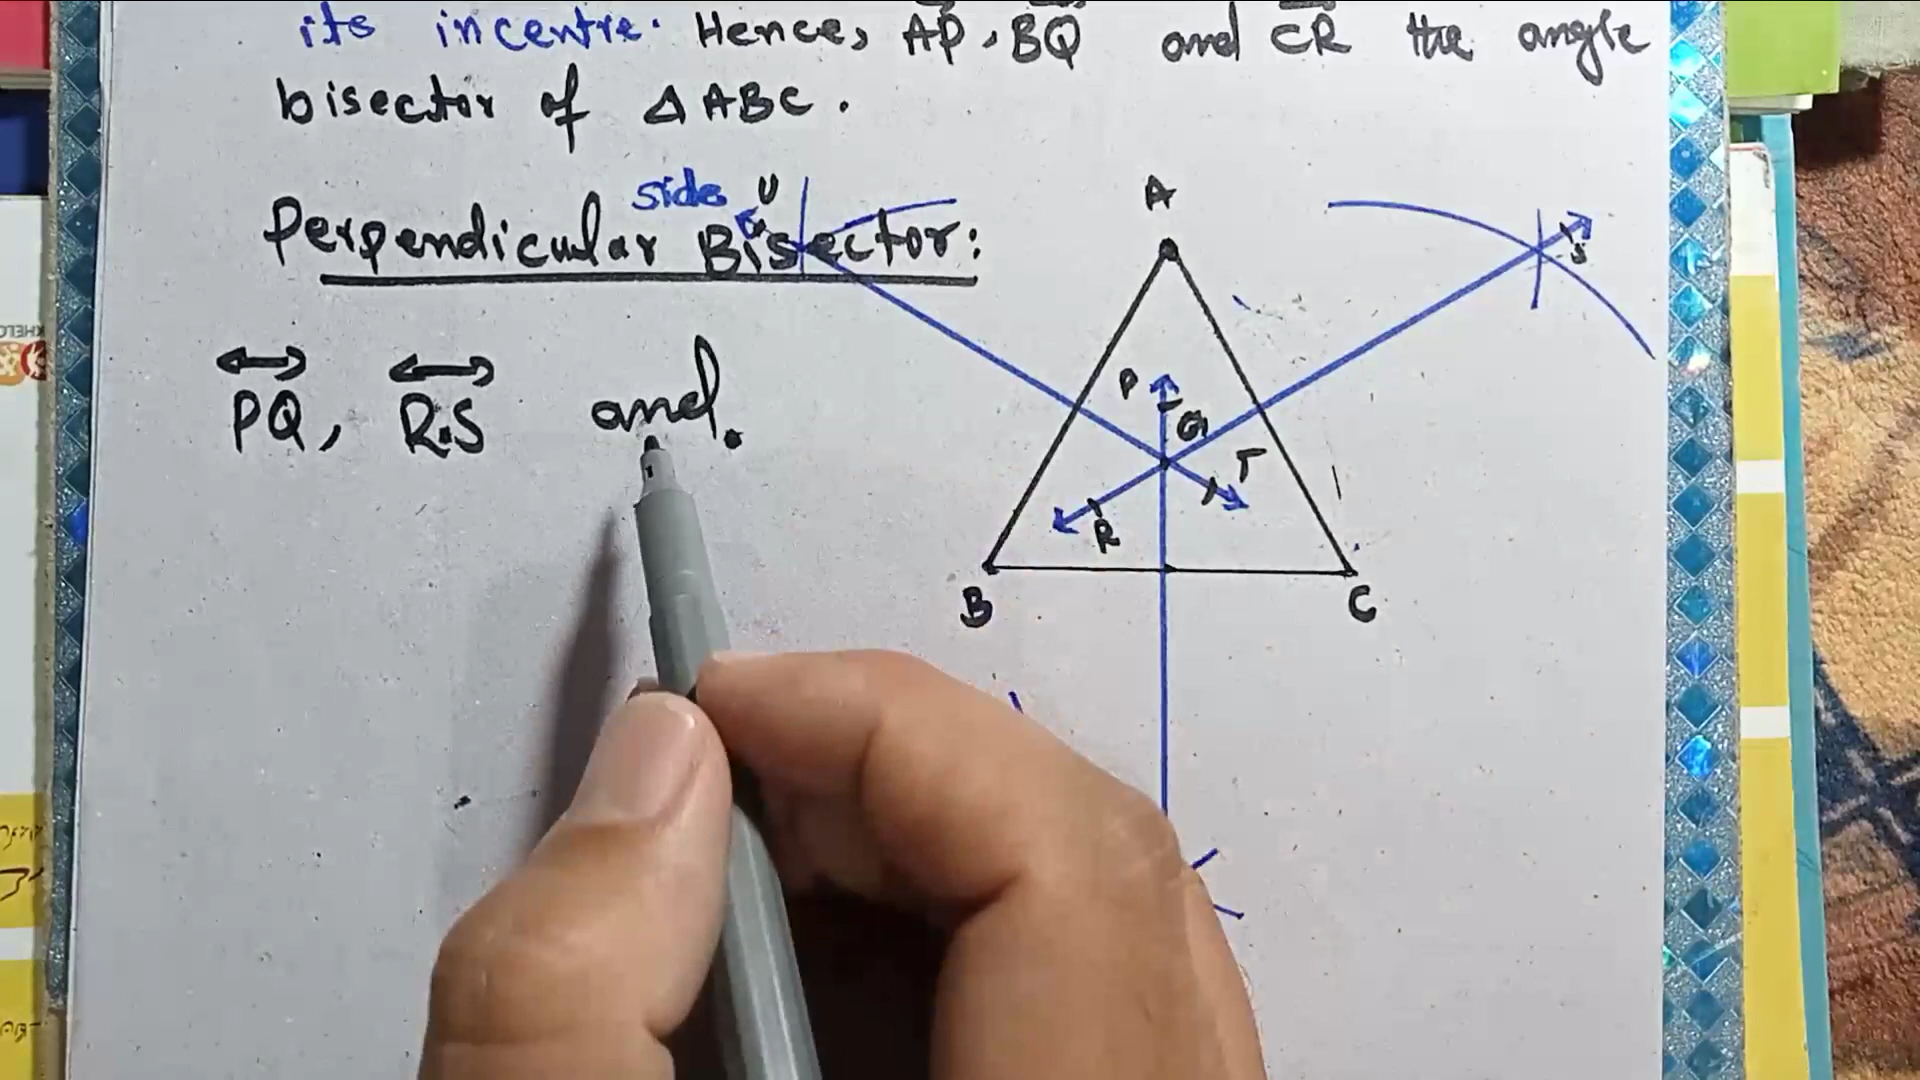 its incentre. Hence, AP, BQ and CR the angle
bisector of △ABC.
side
Perpendicular Bisector:
PQ, RS and.
U
A
S
P
G
T
R
B
C